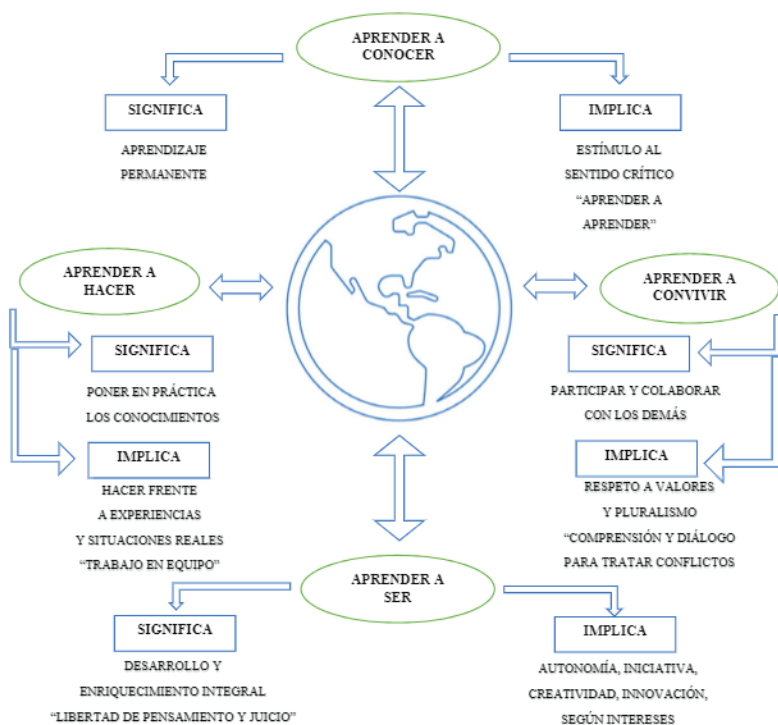 APRENDER A
CONOCER
SIGNIFICA
APRENDIZAJE
PERMANENTE
IMPLICA
ESTÍMULO AL
SENTIDO CRÍTICO
“APRENDER A
APRENDER”
APRENDER A
HACER
SIGNIFICA
PONER EN PRÁCTICA
LOS CONOCIMIENTOS
IMPLICA
HACER FRENTE
A EXPERIENCIAS
Y SITUACIONES REALES
“TRABAJO EN EQUIPO”
APRENDER A
CONVIVIR
SIGNIFICA
PARTICIPAR Y COLABORAR
CON LOS DEMÁS
IMPLICA
RESPETO A VALORES
Y PLURALISMO
“COMPRENSIÓN Y DIÁLOGO
PARA TRATAR CONFLICTOS
APRENDER A
SER
SIGNIFICA
DESARROLLO Y
ENRIQUECIMIENTO INTEGRAL
“LIBERTAD DE PENSAMIENTO Y JUICIO”
IMPLICA
AUTONOMÍA, INICIATIVA,
CREATIVIDAD, INNOVACIÓN,
SEGÚN INTERESES